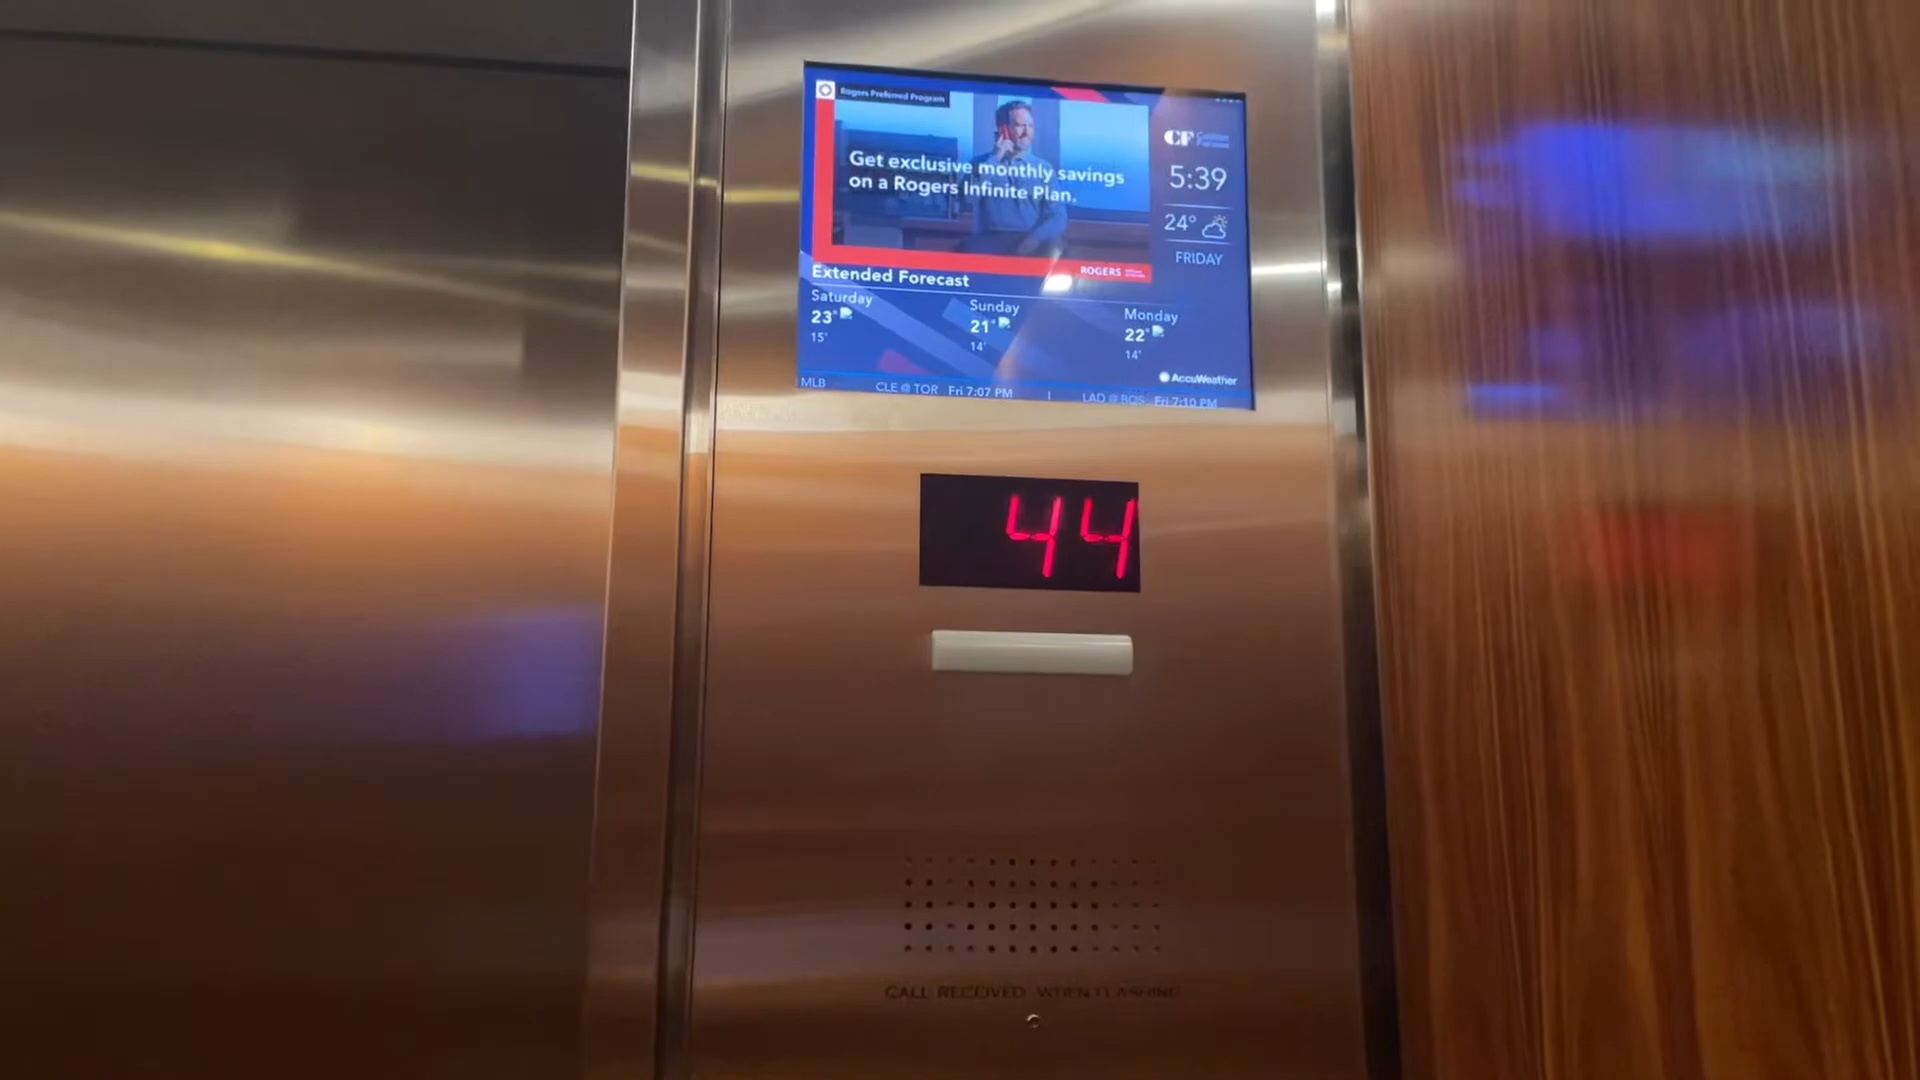 Rogers Preferred Program
Get exclusive monthly savings
on a Rogers Infinite Plan.
ROGERS
CF Cadillac
Fairview
5:39
24°
FRIDAY
Extended Forecast
Saturday
23°
15°
Sunday
21°
14°
Monday
22°
14°
AccuWeather
MLB CLE @ TOR Fri 7:07 PM | LAD @ BOS Fri 7:10 PM
44
CALL RECEIVED WHEN FLASHING